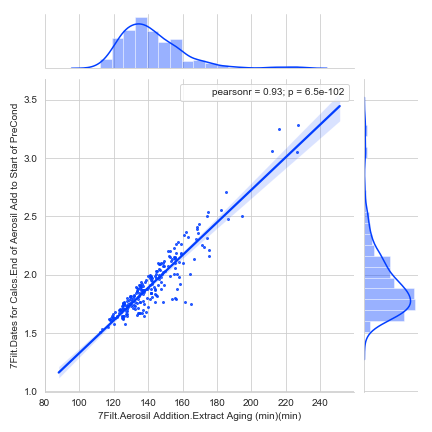 pearsonr = 0.93; p = 6.5e-102
3.5
3.0
2.5
2.0
1.5
1.0
7Filt.Dates for Calcs.End of Aerosil Add to Start of PreCond
80 100 120 140 160 180 200 220 240
7Filt.Aerosil Addition.Extract Aging (min)(min)